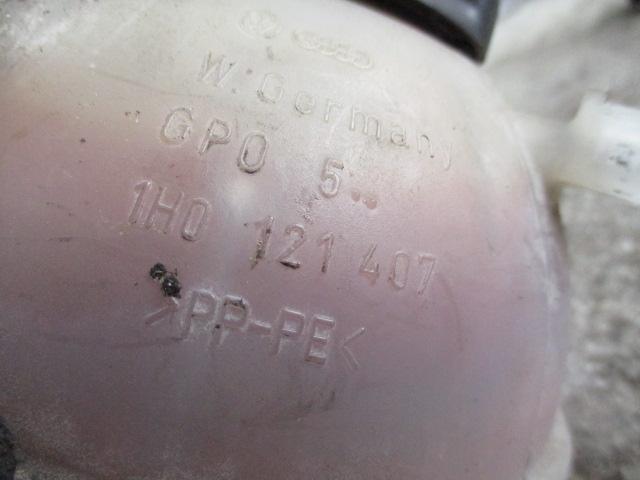 W. Germany
GPO 5
1H0 121 407
>PP-PE<